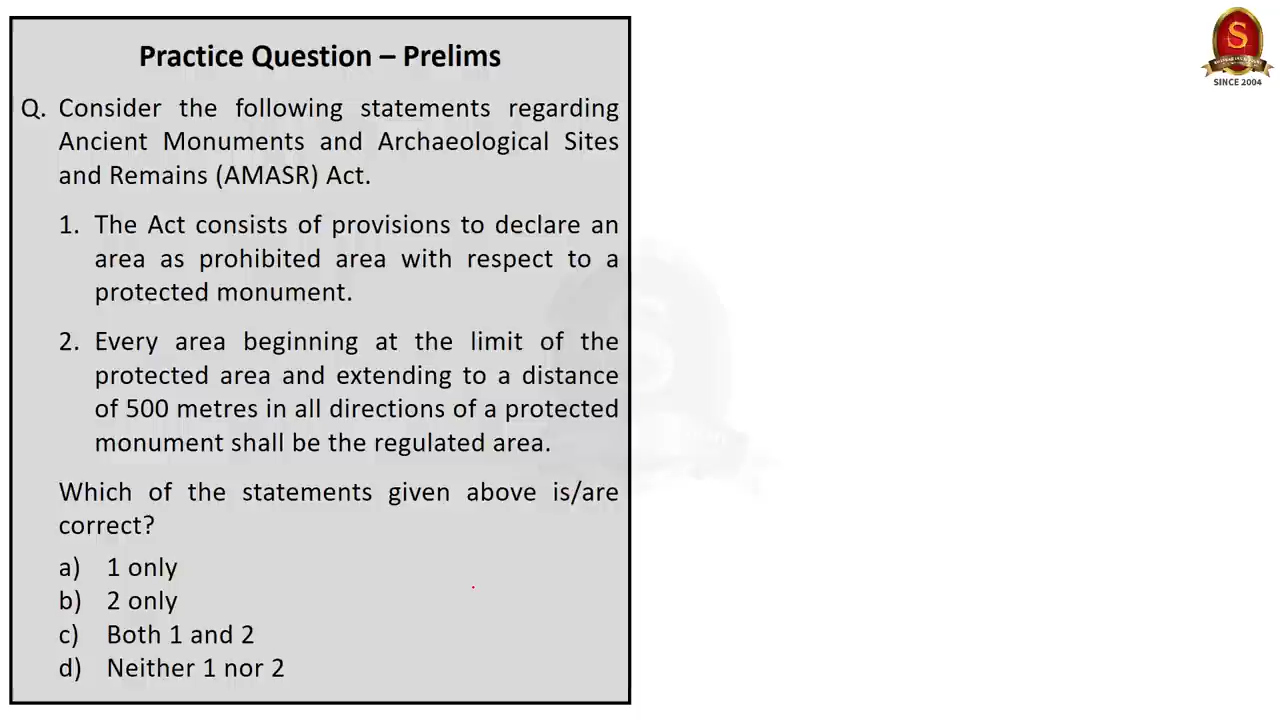 Practice Question – Prelims
Q. Consider the following statements regarding
Ancient Monuments and Archaeological Sites
and Remains (AMASR) Act.
1. The Act consists of provisions to declare an
area as prohibited area with respect to a
protected monument.
2. Every area beginning at the limit of the
protected area and extending to a distance
of 500 metres in all directions of a protected
monument shall be the regulated area.
Which of the statements given above is/are
correct?
a) 1 only
b) 2 only
c) Both 1 and 2
d) Neither 1 nor 2
S
SINCE 2004